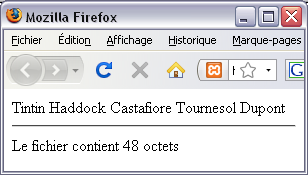 Mozilla Firefox
Fichier Édition Affichage Historique Marque-pages
Tintin Haddock Castafiore Tournesol Dupont
Le fichier contient 48 octets